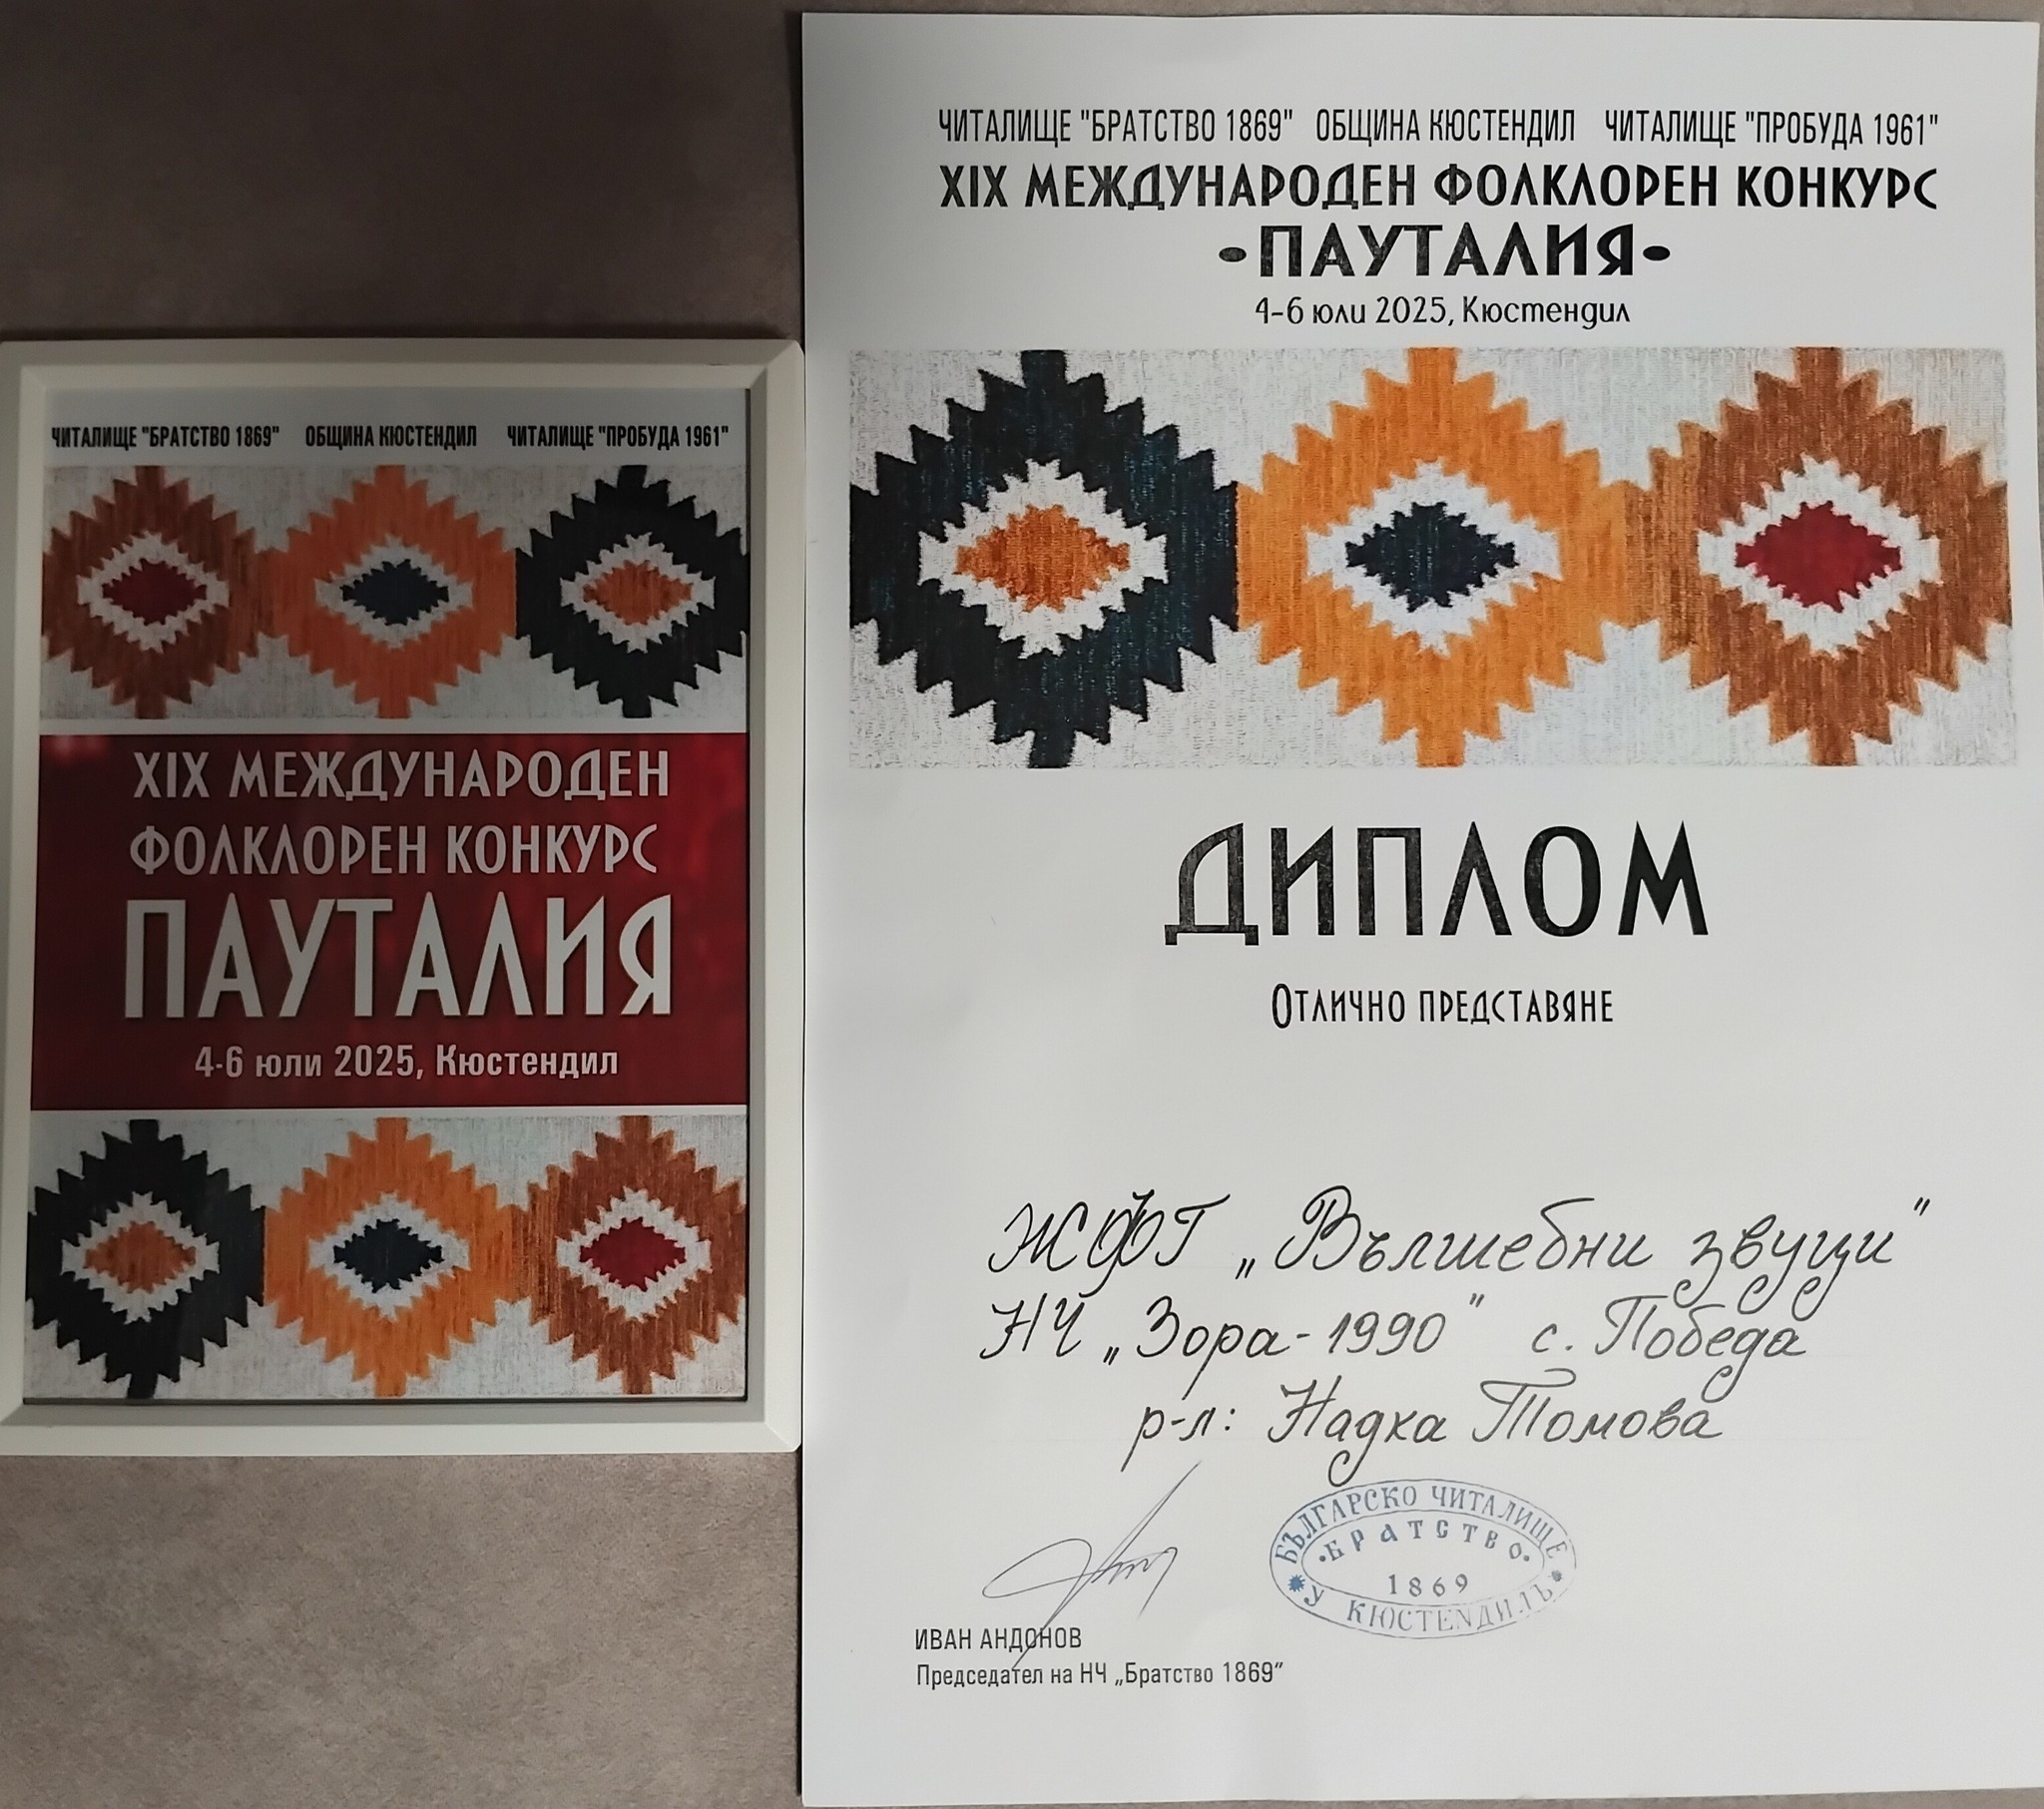 ЧИТАЛИЩЕ "БРАТСТВО 1869" ОБЩИНА КЮСТЕНДИЛ ЧИТАЛИЩЕ "ПРОБУДА 1961"
XIX МЕЖДУНАРОДЕН
ФОЛКЛОРЕН КОНКУРС
ПАУТАЛИЯ
4-6 юли 2025, Кюстендил
ЧИТАЛИЩЕ "БРАТСТВО 1869" ОБЩИНА КЮСТЕНДИЛ ЧИТАЛИЩЕ "ПРОБУДА 1961"
XIX МЕЖДУНАРОДЕН ФОЛКЛОРЕН КОНКУРС
•ПАУТАЛИЯ•
4-6 юли 2025, Кюстендил
ДИПЛОМ
ОТЛИЧНО ПРЕДСТАВЯНЕ
ЖФГ „Вълшебни звуци"
НЧ „Зора-1990" с. Победа
р-л: Надка Томова
БЪЛГАРСКО ЧИТАЛИЩЕ
•БРАТСТВО•
1869
У КЮСТЕNДИЛЪ
ИВАН АНДОНОВ
Председател на НЧ „Братство 1869"